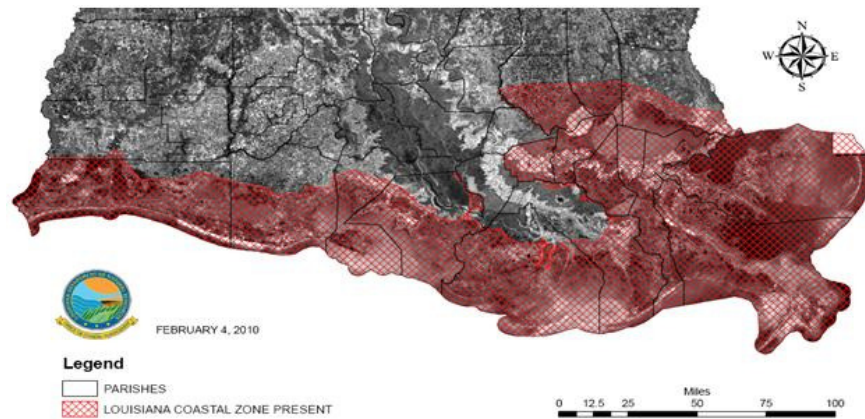 N
W E
S
FEBRUARY 4, 2010
Legend
PARISHES
LOUISIANA COASTAL ZONE PRESENT
Miles
0 12.5 25 50 75 100